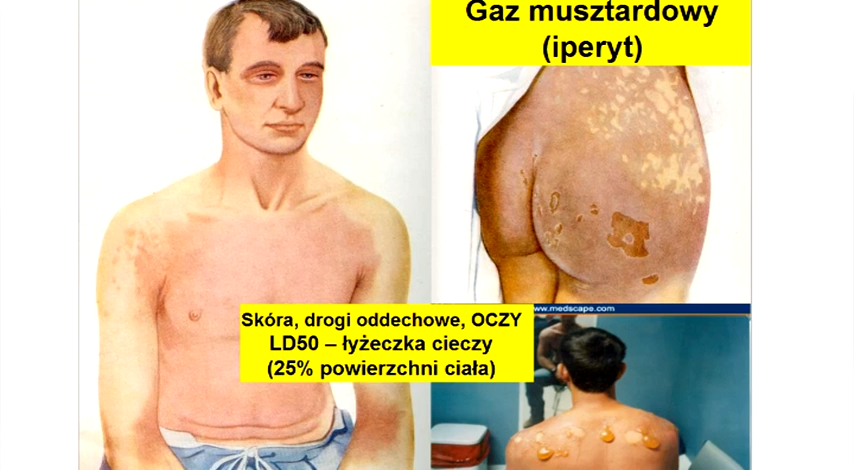 Gaz musztardowy
(iperyt)
www.medscape.com
Skóra, drogi oddechowe, OCZY
LD50 – łyżeczka cieczy
(25% powierzchni ciała)